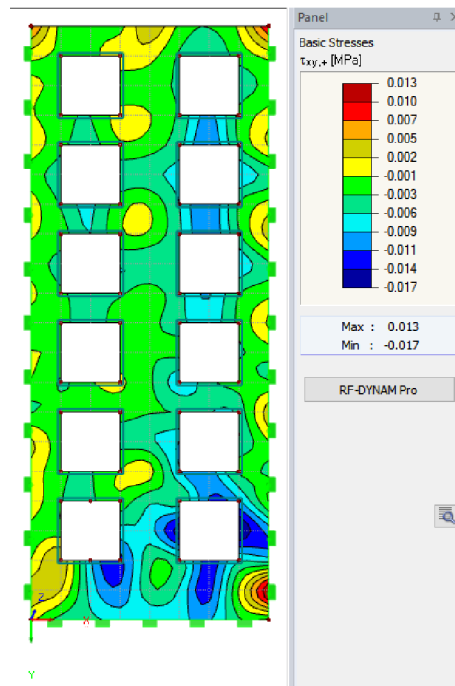 Panel
Basic Stresses
τxy,+ [MPa]
0.013
0.010
0.007
0.005
0.002
-0.001
-0.003
-0.006
-0.009
-0.011
-0.014
-0.017
Max : 0.013
Min : -0.017
RF-DYNAM Pro
Z
X
Y